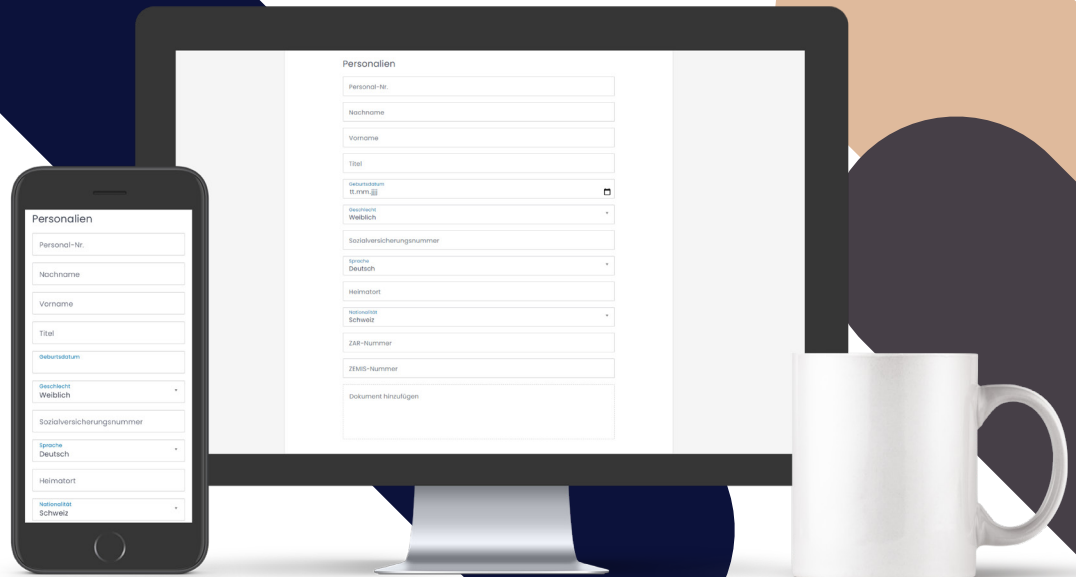 Personalien
Personal-Nr.
Nachname
Vorname
Titel
Geburtsdatum
tt.mm.jjjj
Geschlecht
Weiblich
Sozialversicherungsnummer
Sprache
Deutsch
Heimatort
Nationalität
Schweiz
ZAR-Nummer
ZEMIS-Nummer
Dokument hinzufügen
Personalien
Personal-Nr.
Nachname
Vorname
Titel
Geburtsdatum
Geschlecht
Weiblich
Sozialversicherungsnummer
Sprache
Deutsch
Heimatort
Nationalität
Schweiz